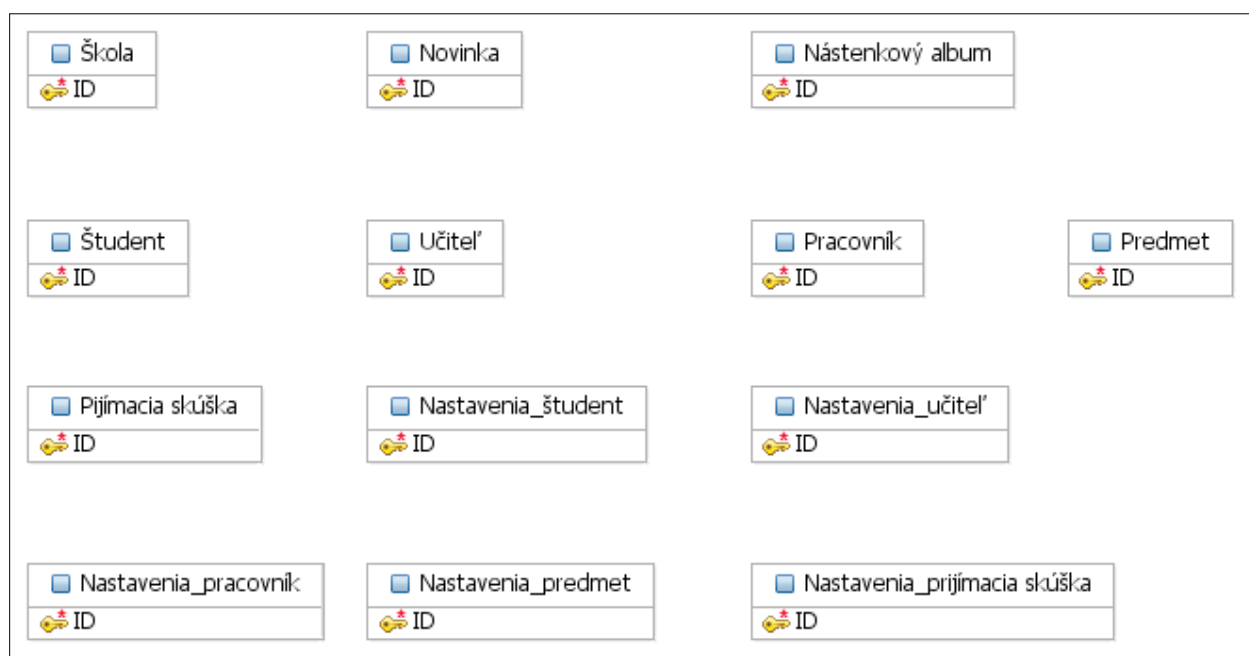 Škola
ID
Novinka
ID
Nástenkový album
ID
Študent
ID
Učiteľ
ID
Pracovník
ID
Predmet
ID
Pijímacia skúška
ID
Nastavenia_študent
ID
Nastavenia_učiteľ
ID
Nastavenia_pracovník
ID
Nastavenia_predmet
ID
Nastavenia_prijímacia skúška
ID